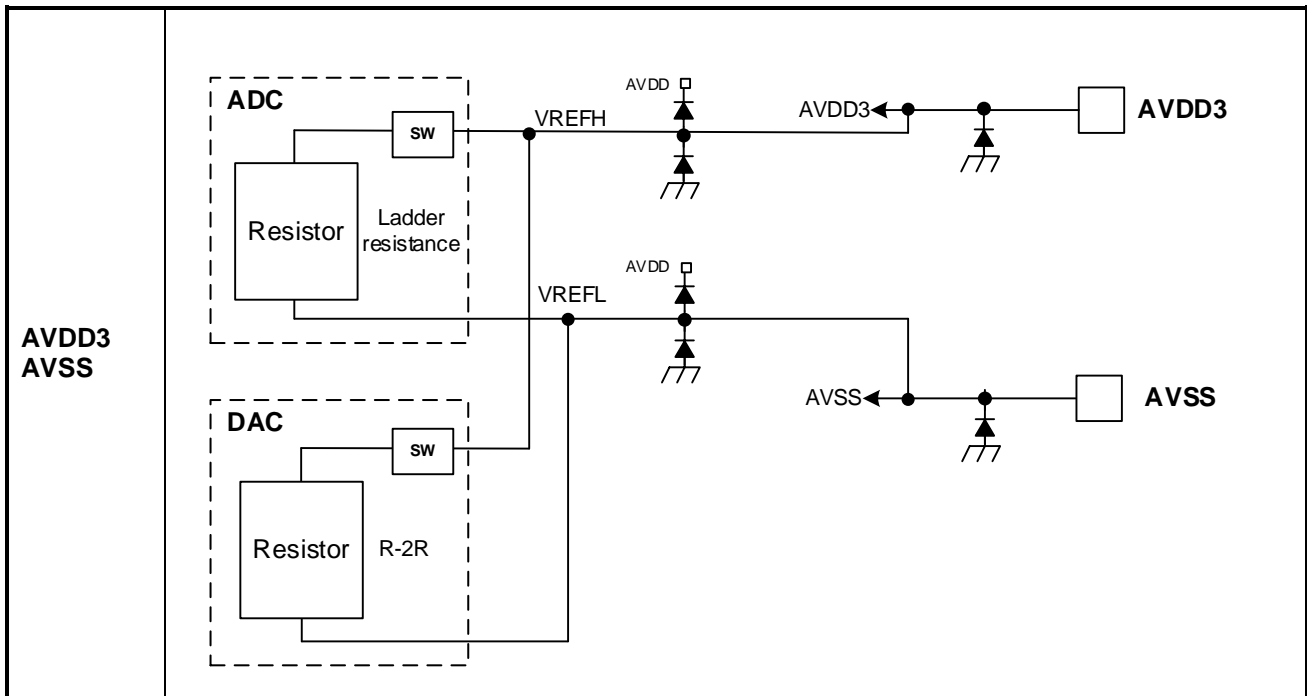 AVDD3
AVSS
ADC
SW
Resistor
Ladder
resistance
VREFH
AVDD
AVDD3
AVDD3
VREFL
AVDD
AVSS
AVSS
DAC
SW
Resistor
R-2R